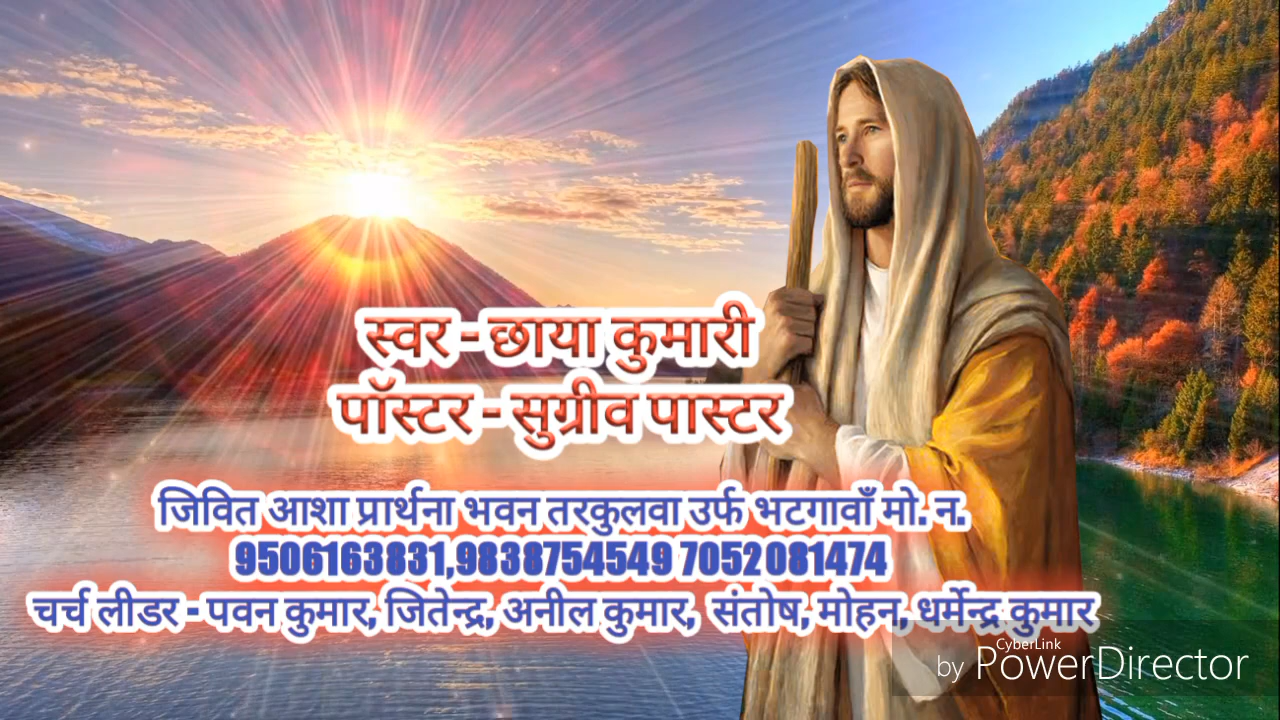 स्वर - छाया कुमारी
पॉस्टर - सुग्रीव पास्टर
जिवित आशा प्रार्थना भवन तरकुलवा उर्फ भटगावाँ मो. न.
9506163831,9838754549 7052081474
चर्च लीडर - पवन कुमार, जितेन्द्र, अनील कुमार, संतोष, मोहन, धर्मेन्द्र कुमार
CyberLink
by PowerDirector